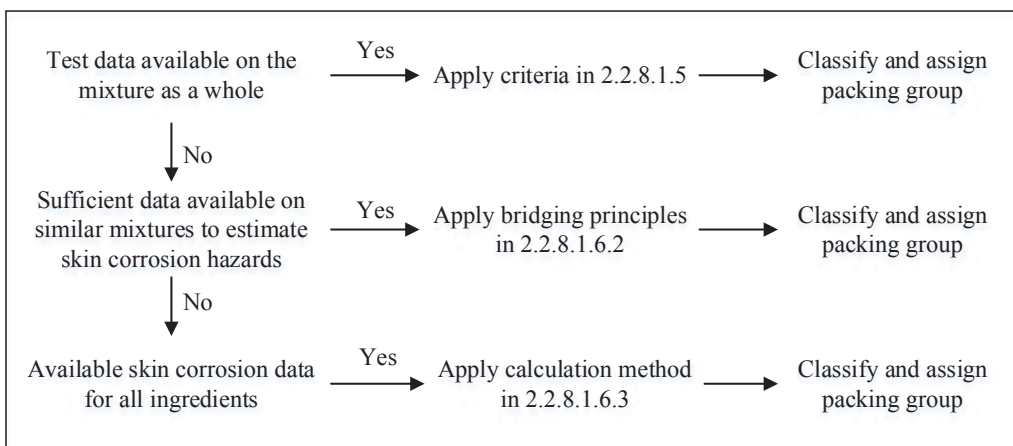 Test data available on the
mixture as a whole
Yes
Apply criteria in 2.2.8.1.5
Classify and assign
packing group
No
Sufficient data available on
similar mixtures to estimate
skin corrosion hazards
Yes
Apply bridging principles
in 2.2.8.1.6.2
Classify and assign
packing group
No
Available skin corrosion data
for all ingredients
Yes
Apply calculation method
in 2.2.8.1.6.3
Classify and assign
packing group